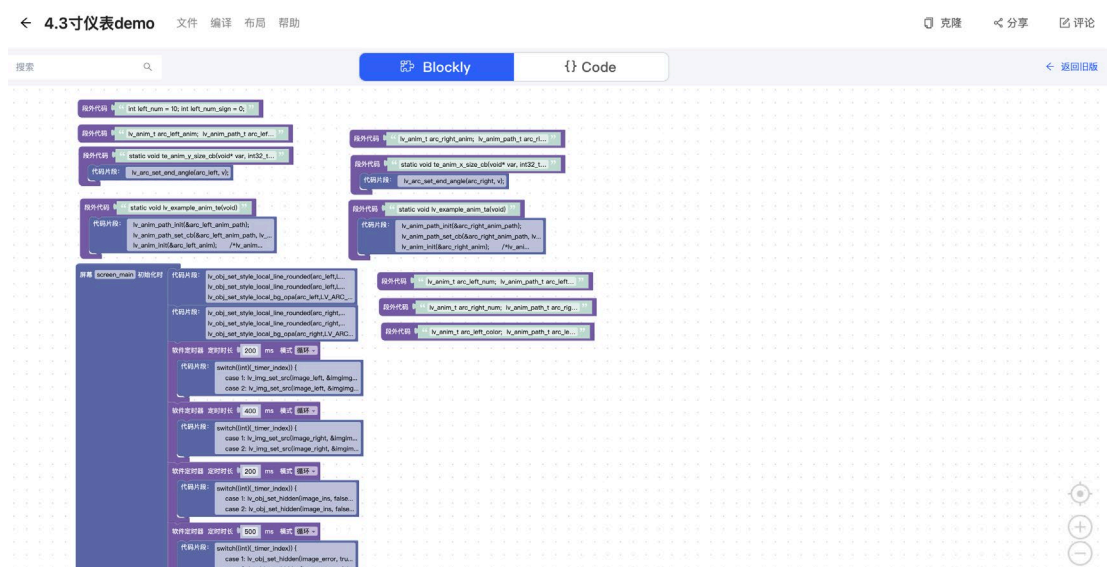 ← 4.3寸仪表demo 文件 编译 布局 帮助 克隆 分享 评论
搜索 Blockly {} Code ← 返回旧版
段外代码 “ int left_num = 10; int left_num_sign = 0; ”
段外代码 “ lv_anim_t arc_left_anim; lv_anim_path_t arc_lef... ”
段外代码 “ static void te_anim_y_size_cb(void* var, int32_t... ”
代码片段: lv_arc_set_end_angle(arc_left, v);
段外代码 “ static void lv_example_anim_te(void) ”
代码片段: lv_anim_path_init(&arc_left_anim_path);
lv_anim_path_set_cb(&arc_left_anim_path, lv_...
lv_anim_init(&arc_left_anim); /*lv_anim...
段外代码 “ lv_anim_t arc_right_anim; lv_anim_path_t arc_ri... ”
段外代码 “ static void te_anim_x_size_cb(void* var, int32_t... ”
代码片段: lv_arc_set_end_angle(arc_right, v);
段外代码 “ static void lv_example_anim_ta(void) ”
代码片段: lv_anim_path_init(&arc_right_anim_path);
lv_anim_path_set_cb(&arc_right_anim_path, lv...
lv_anim_init(&arc_right_anim); /*lv_ani...
屏幕 screen_main 初始化时
代码片段: lv_obj_set_style_local_line_rounded(arc_left,L...
lv_obj_set_style_local_line_rounded(arc_left,L...
lv_obj_set_style_local_bg_opa(arc_left,LV_ARC_...
代码片段: lv_obj_set_style_local_line_rounded(arc_right,...
lv_obj_set_style_local_line_rounded(arc_right,...
lv_obj_set_style_local_bg_opa(arc_right,LV_ARC...
软件定时器 定时时长 200 ms 模式 循环
代码片段: switch((int)(_timer_index)) {
case 1: lv_img_set_src(image_left, &imgimg...
case 2: lv_img_set_src(image_left, &imgimg...
软件定时器 定时时长 400 ms 模式 循环
代码片段: switch((int)(_timer_index)) {
case 1: lv_img_set_src(image_right, &imgim...
case 2: lv_img_set_src(image_right, &imgim...
软件定时器 定时时长 200 ms 模式 循环
代码片段: switch((int)(_timer_index)) {
case 1: lv_obj_set_hidden(image_ins, false...
case 2: lv_obj_set_hidden(image_ins, false...
软件定时器 定时时长 500 ms 模式 循环
代码片段: switch((int)(_timer_index)) {
case 1: lv_obj_set_hidden(image_error, tru...
段外代码 “ lv_anim_t arc_left_num; lv_anim_path_t arc_left... ”
段外代码 “ lv_anim_t arc_right_num; lv_anim_path_t arc_rig... ”
段外代码 “ lv_anim_t arc_left_color; lv_anim_path_t arc_le... ”